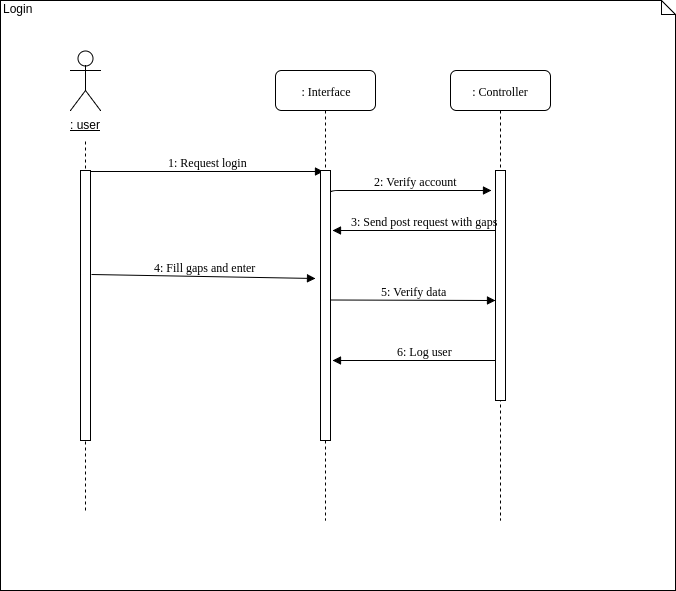 Login
: user
: Interface
: Controller
1: Request login
2: Verify account
3: Send post request with gaps
4: Fill gaps and enter
5: Verify data
6: Log user